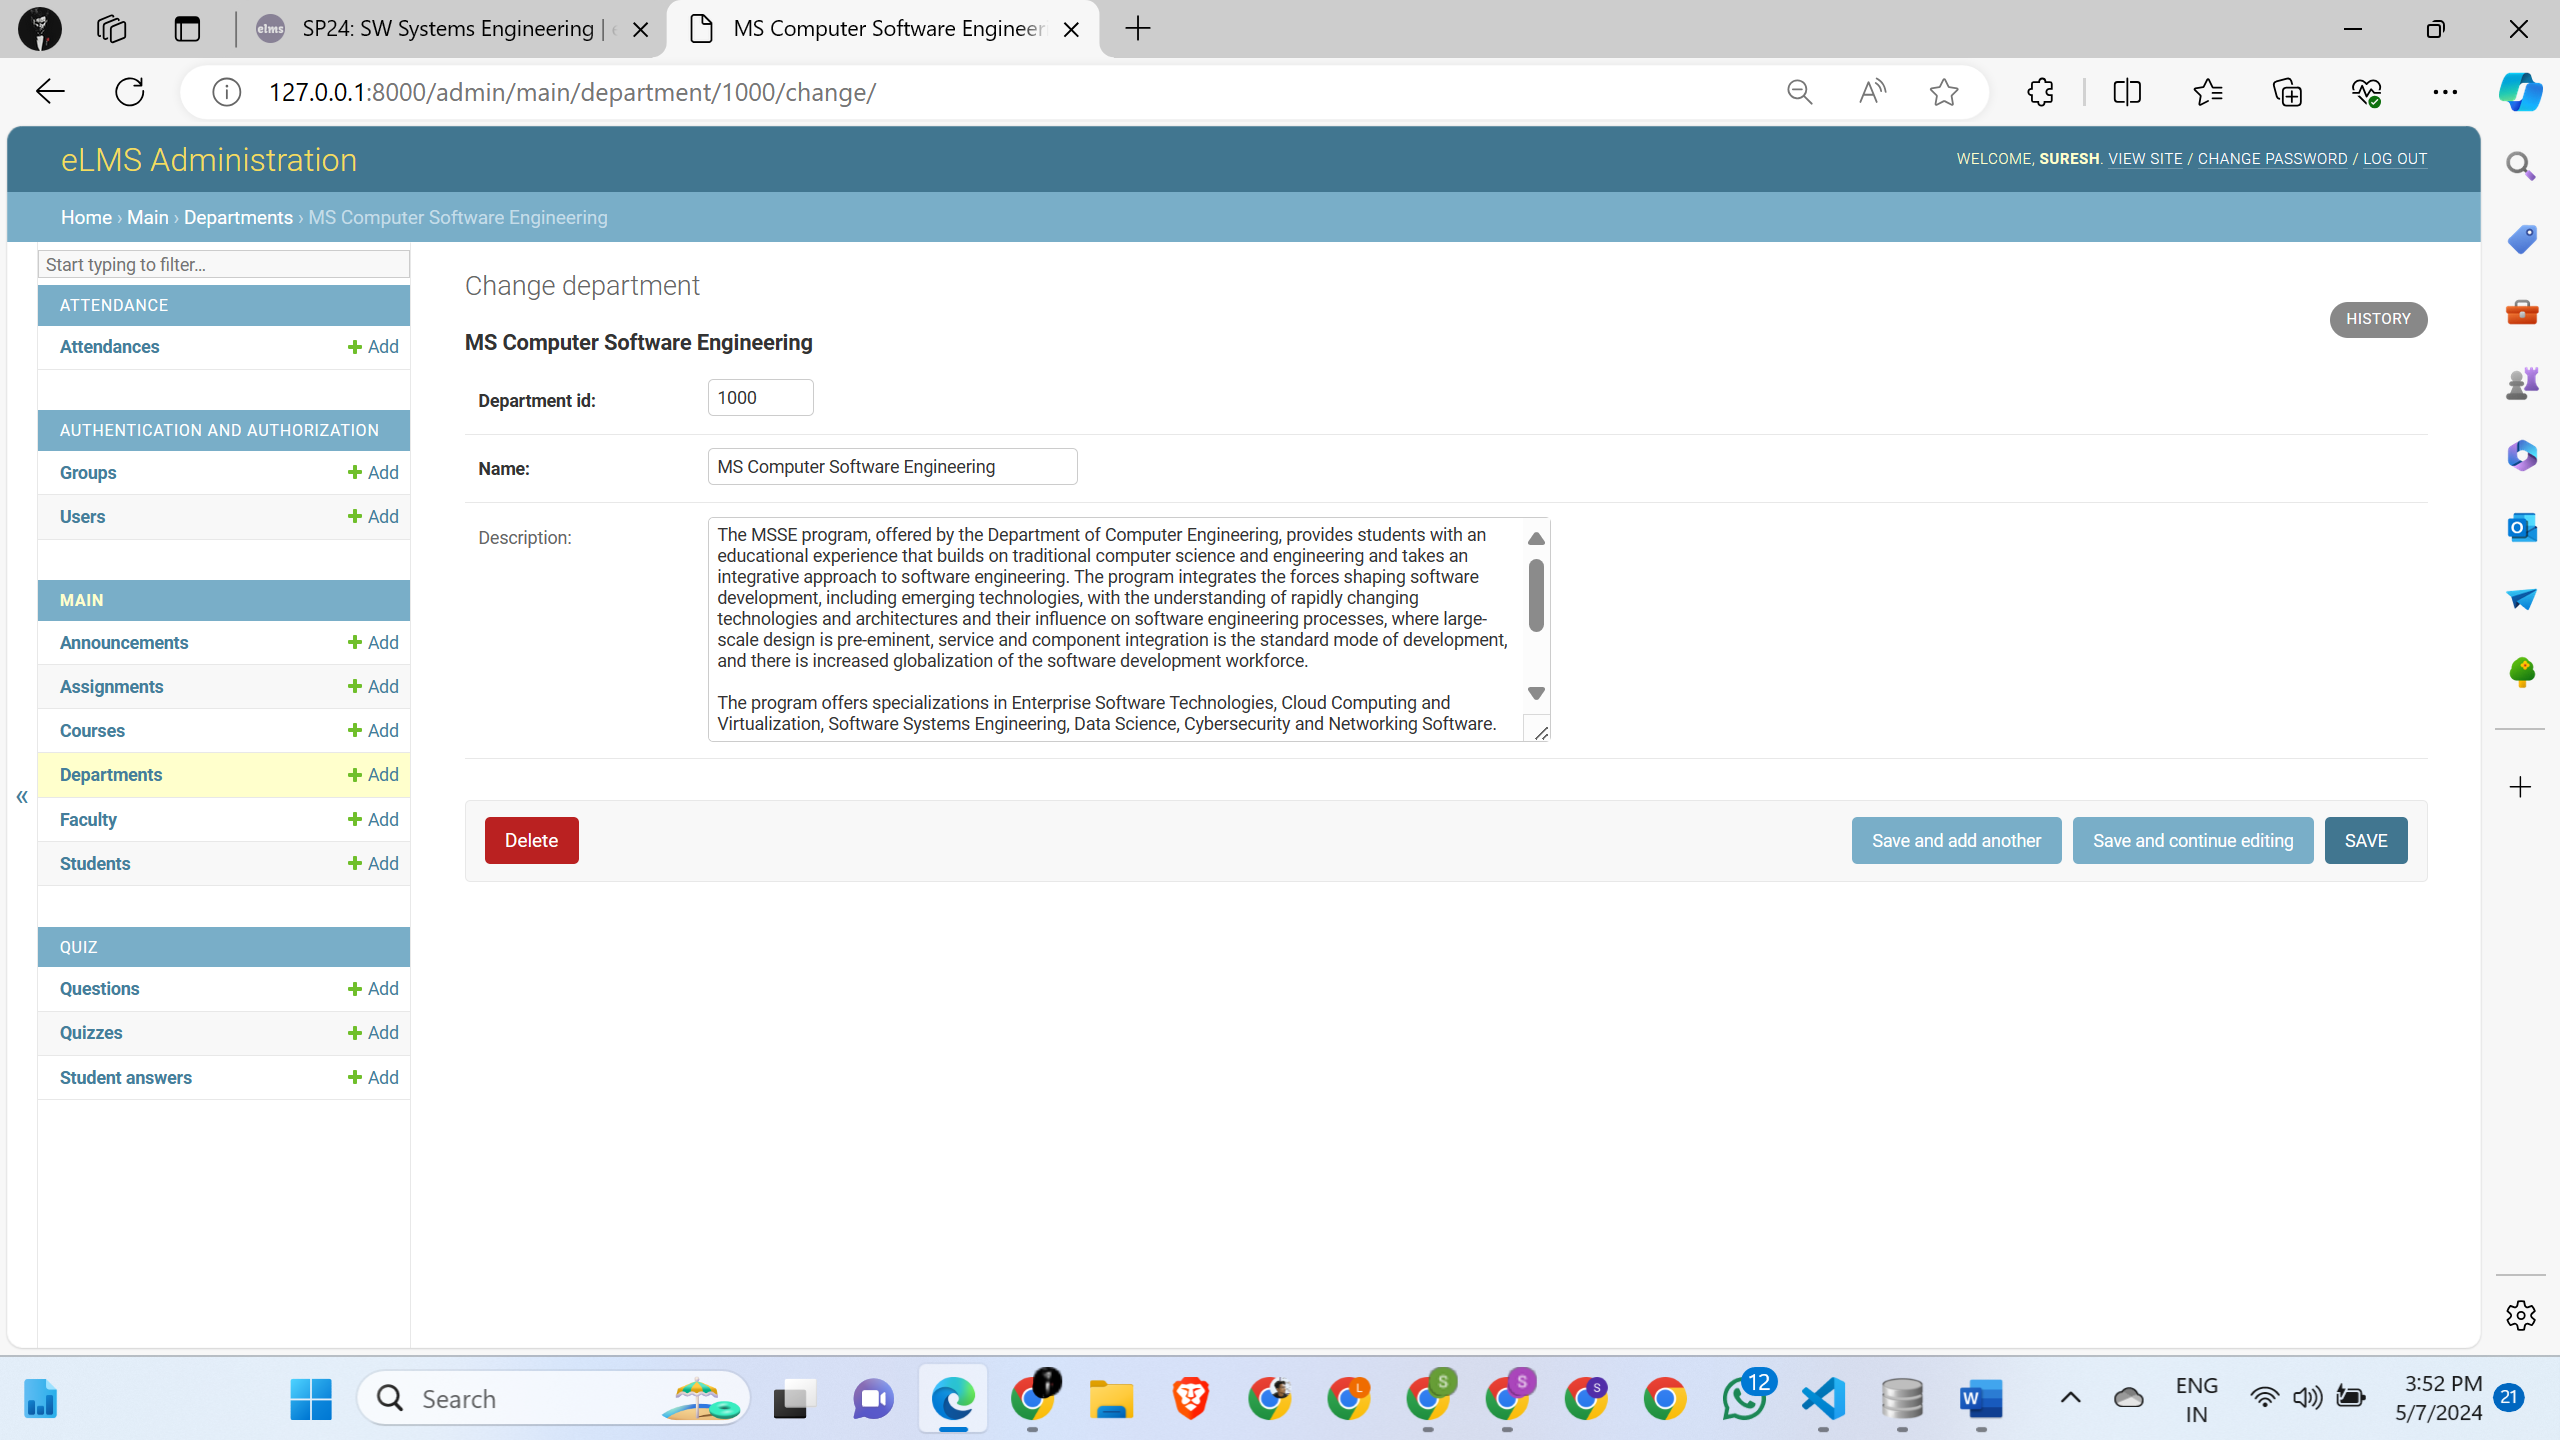 elms SP24: SW Systems Engineering | e
MS Computer Software Engineer
127.0.0.1:8000/admin/main/department/1000/change/
eLMS Administration
WELCOME, SURESH. VIEW SITE / CHANGE PASSWORD / LOG OUT
Home › Main › Departments › MS Computer Software Engineering
Start typing to filter...
ATTENDANCE
Attendances + Add
AUTHENTICATION AND AUTHORIZATION
Groups + Add
Users + Add
MAIN
Announcements + Add
Assignments + Add
Courses + Add
Departments + Add
Faculty + Add
Students + Add
QUIZ
Questions + Add
Quizzes + Add
Student answers + Add
«
Change department
HISTORY
MS Computer Software Engineering
Department id: 1000
Name: MS Computer Software Engineering
Description:
The MSSE program, offered by the Department of Computer Engineering, provides students with an
educational experience that builds on traditional computer science and engineering and takes an
integrative approach to software engineering. The program integrates the forces shaping software
development, including emerging technologies, with the understanding of rapidly changing
technologies and architectures and their influence on software engineering processes, where large-
scale design is pre-eminent, service and component integration is the standard mode of development,
and there is increased globalization of the software development workforce.
The program offers specializations in Enterprise Software Technologies, Cloud Computing and
Virtualization, Software Systems Engineering, Data Science, Cybersecurity and Networking Software.
Delete
Save and add another
Save and continue editing
SAVE
Search
L
S
S
S
12
W
ENG
IN
3:52 PM
5/7/2024
21